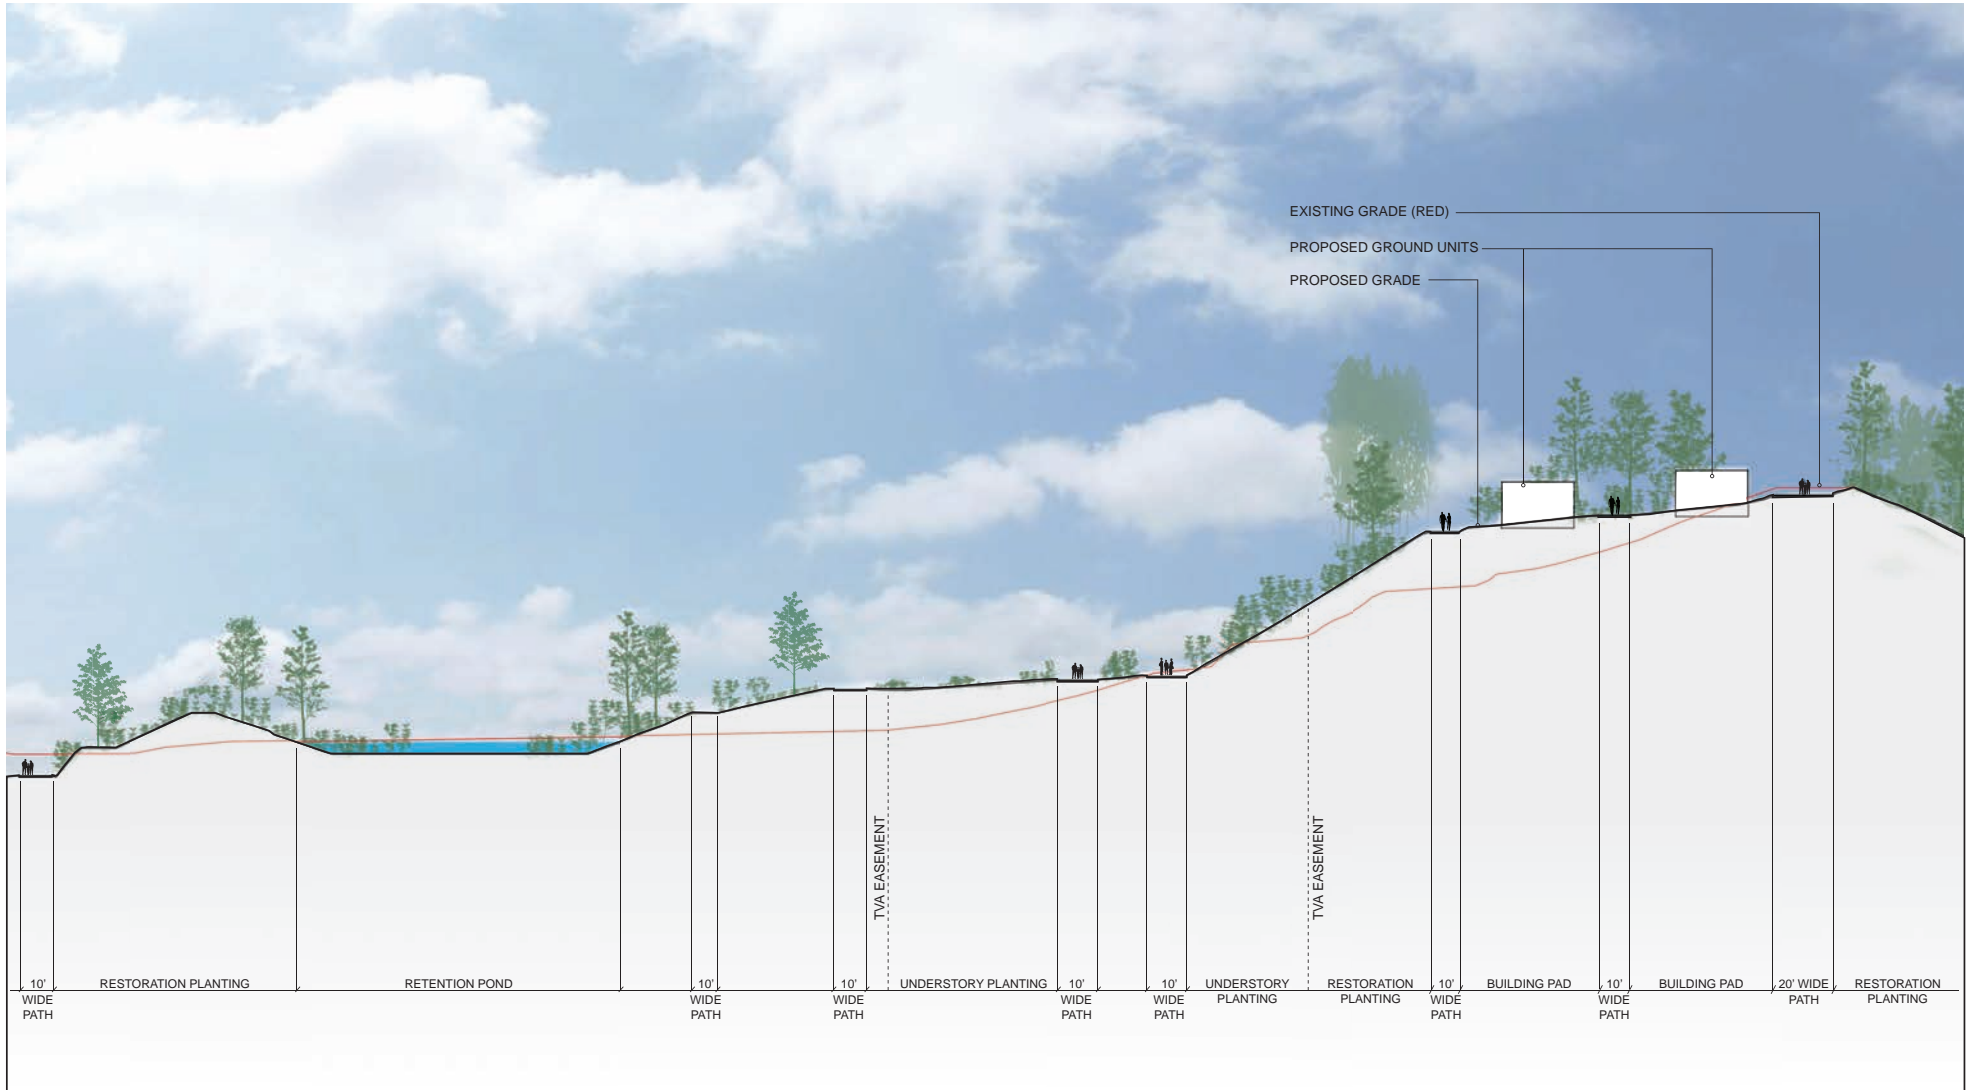 EXISTING GRADE (RED)
PROPOSED GROUND UNITS
PROPOSED GRADE
TVA EASEMENT
TVA EASEMENT
10'
WIDE
PATH
RESTORATION PLANTING
RETENTION POND
10'
WIDE
PATH
10'
WIDE
PATH
UNDERSTORY PLANTING
10'
WIDE
PATH
10'
WIDE
PATH
UNDERSTORY
PLANTING
RESTORATION
PLANTING
10'
WIDE
PATH
BUILDING PAD
10'
WIDE
PATH
BUILDING PAD
20' WIDE
PATH
RESTORATION
PLANTING